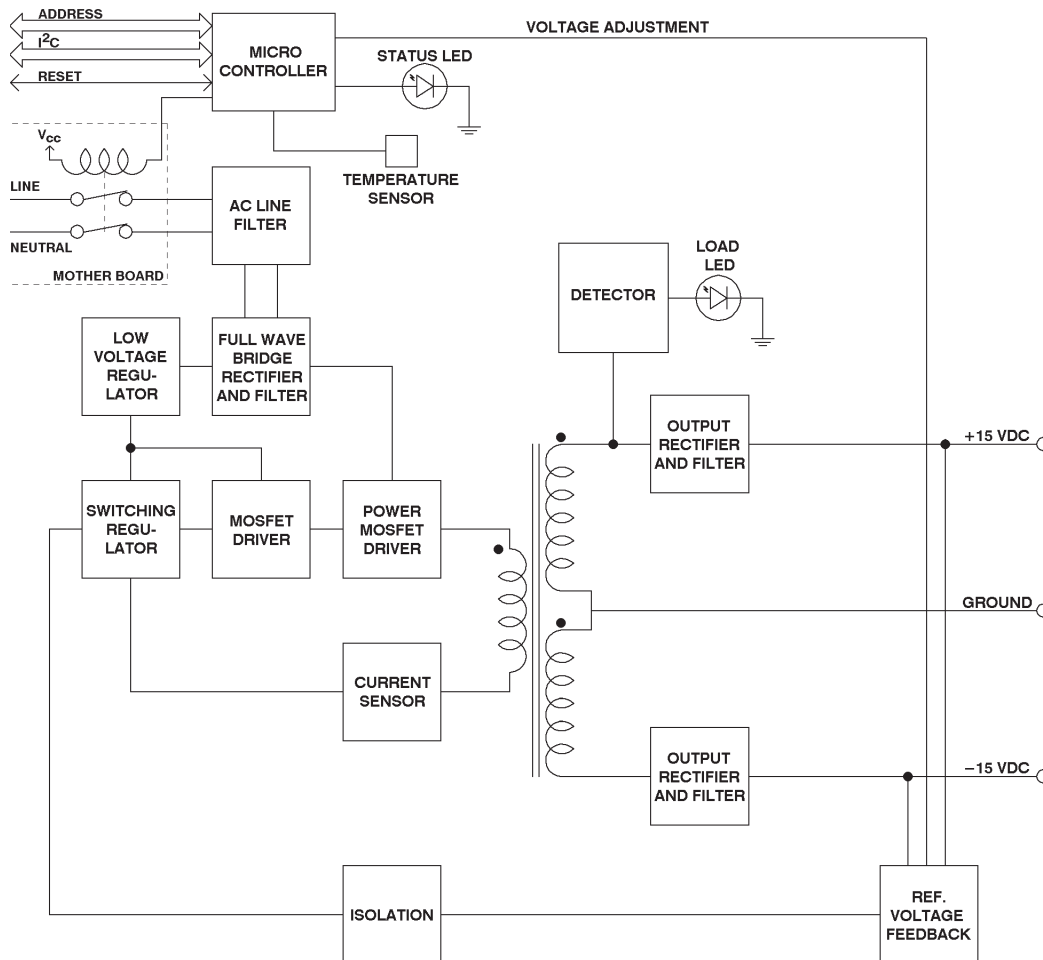 ADDRESS
I²C
RESET
MICRO
CONTROLLER
VOLTAGE ADJUSTMENT
STATUS LED
VCC
TEMPERATURE
SENSOR
LINE
NEUTRAL
MOTHER BOARD
AC LINE
FILTER
LOAD
LED
DETECTOR
LOW
VOLTAGE
REGU-
LATOR
FULL WAVE
BRIDGE
RECTIFIER
AND FILTER
OUTPUT
RECTIFIER
AND FILTER
+15 VDC
SWITCHING
REGU-
LATOR
MOSFET
DRIVER
POWER
MOSFET
DRIVER
GROUND
CURRENT
SENSOR
OUTPUT
RECTIFIER
AND FILTER
−15 VDC
ISOLATION
REF.
VOLTAGE
FEEDBACK